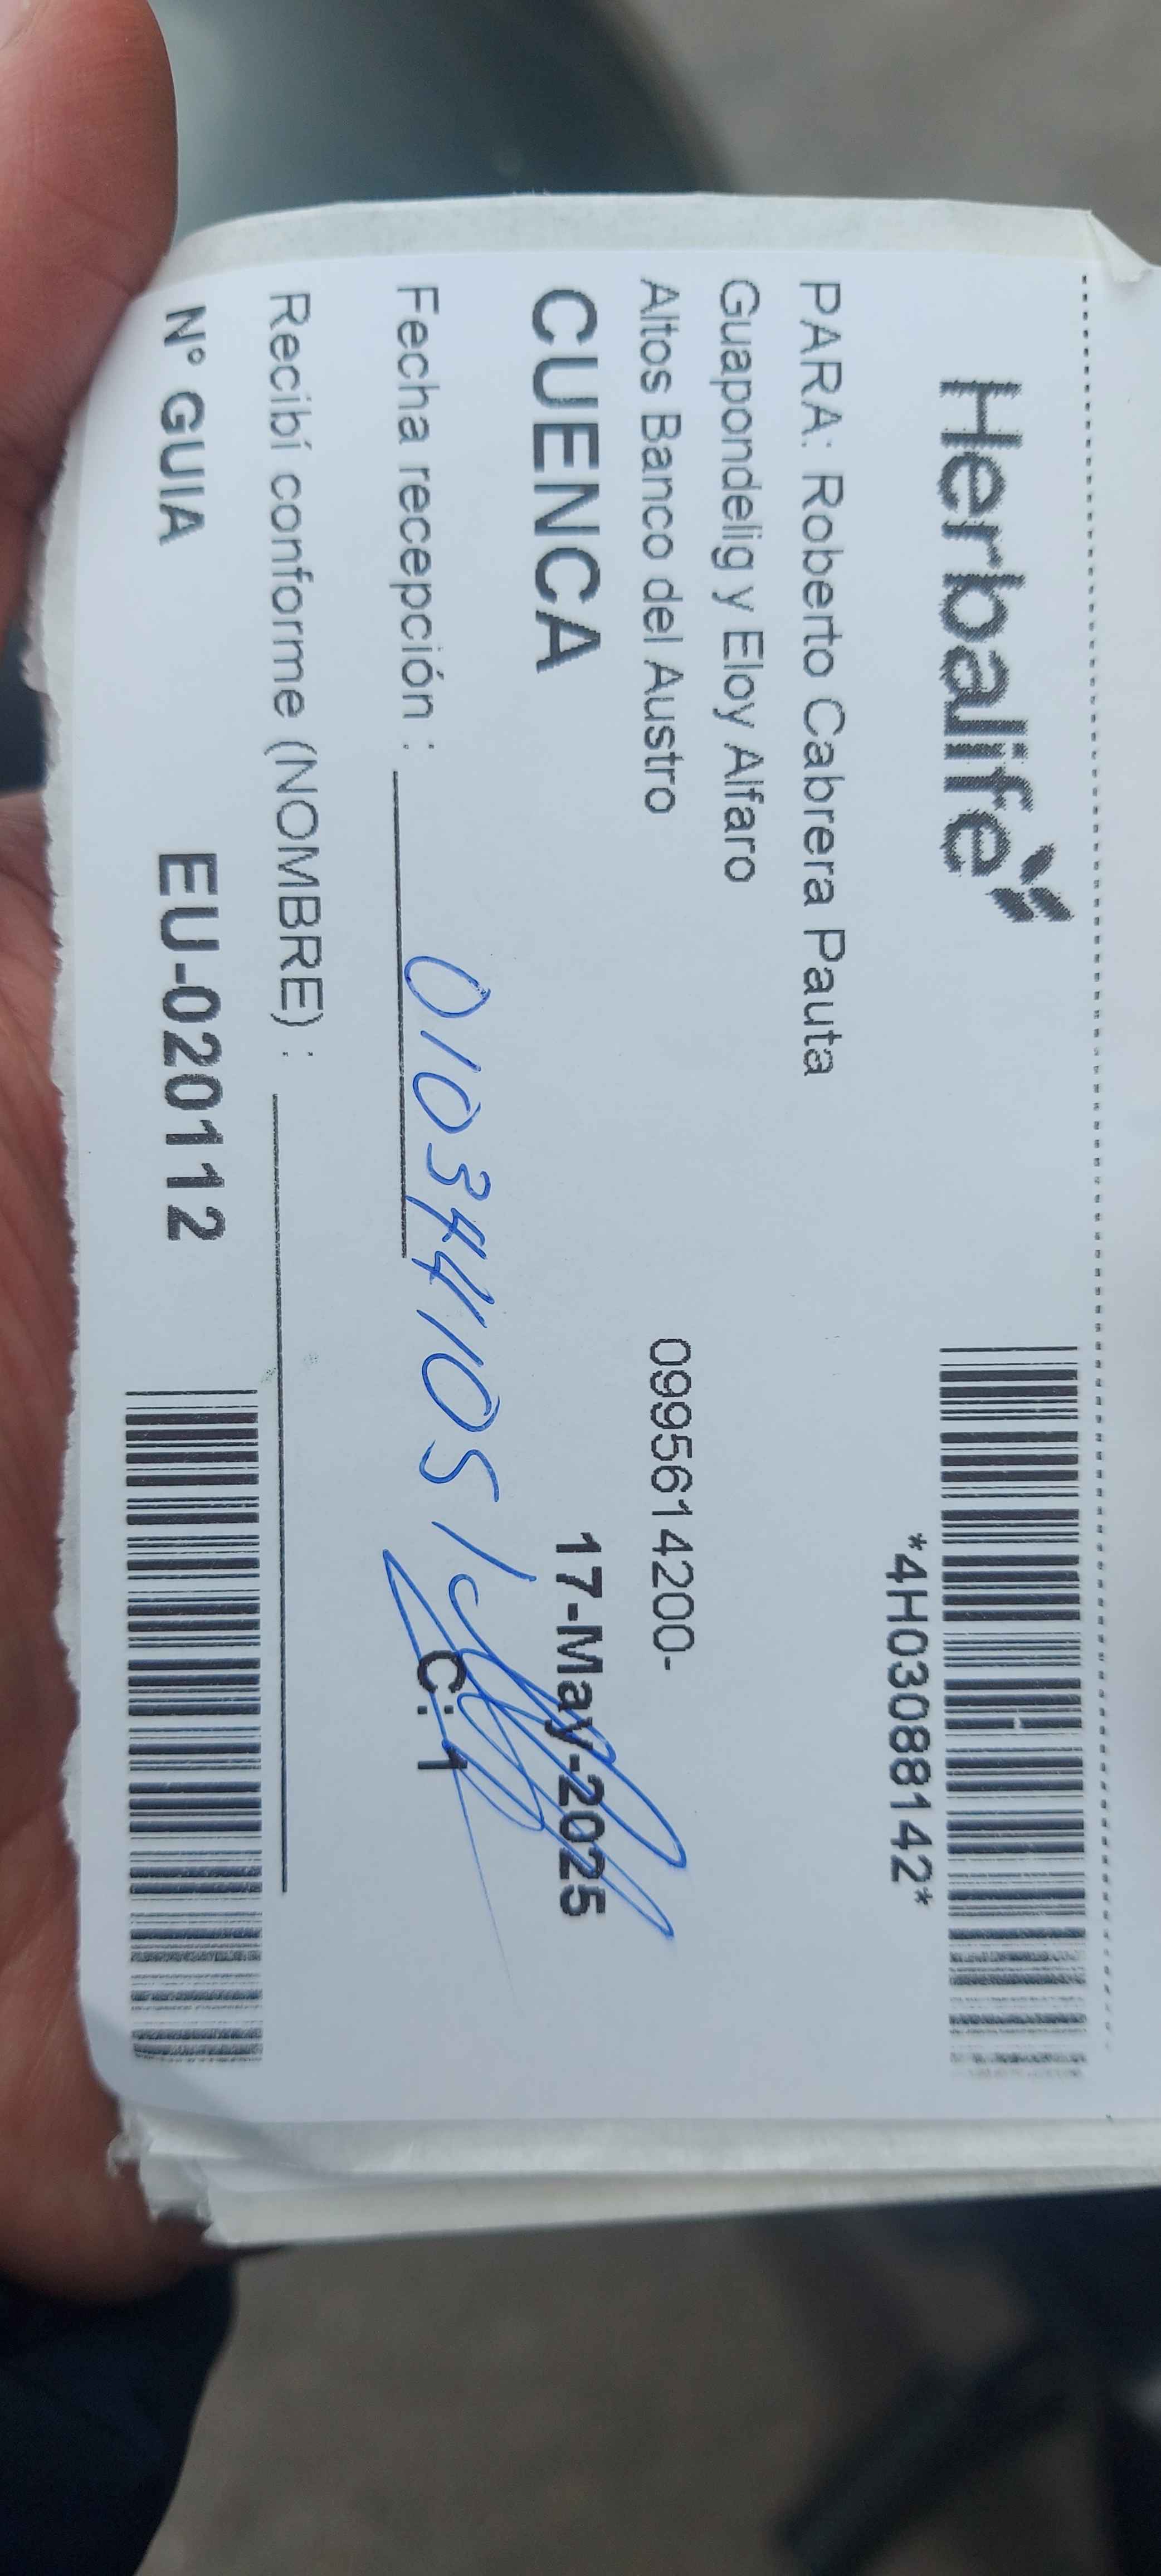 Herbalife
*4H03088142*
PARA: Roberto Cabrera Pauta
Guapondelig y Eloy Alfaro
Altos Banco del Austro
0995614200-
CUENCA
17-May-2025
Fecha recepción :
0103441051
C: 1
Recibí conforme (NOMBRE) :
N° GUIA EU-020112